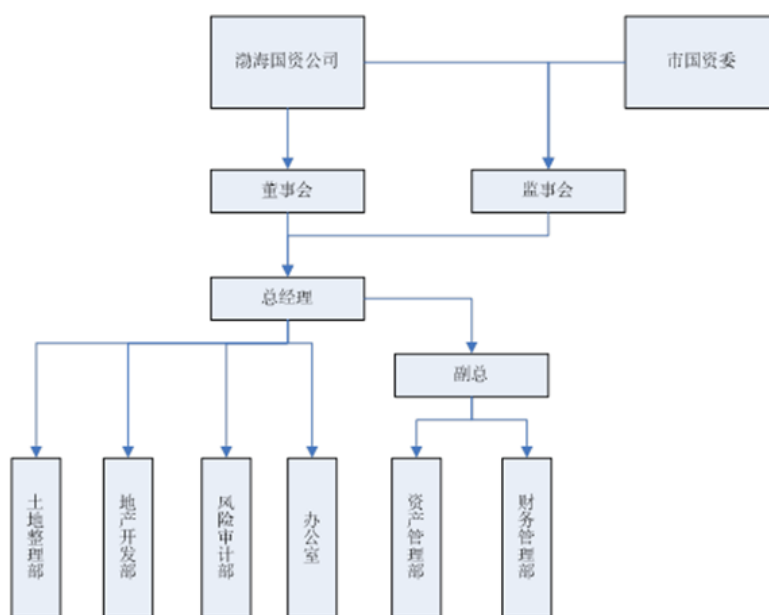 渤海国资公司
市国资委
董事会
监事会
总经理
副总
土地整理部
地产开发部
风险审计部
办公室
资产管理部
财务管理部